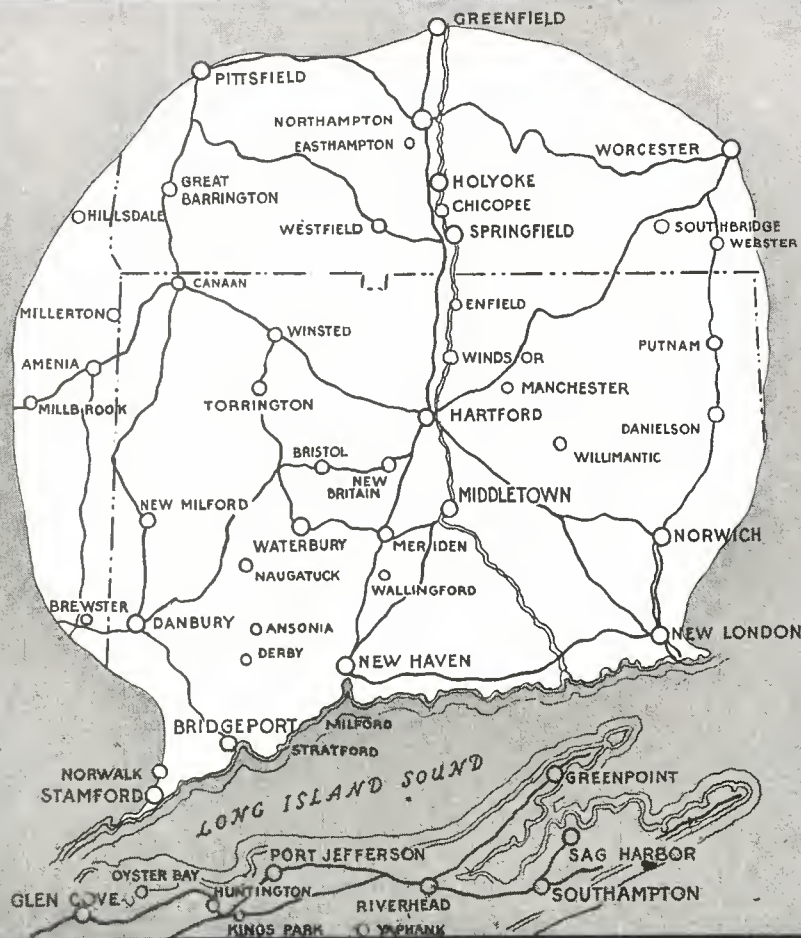 GREENFIELD
PITTSFIELD
NORTHAMPTON
EASTHAMPTON
WORCESTER
GREAT
BARRINGTON
HOLYOKE
CHICOPEE
HILLSDALE
WESTFIELD
SPRINGFIELD
SOUTHBRIDGE
WEBSTER
CANAAN
ENFIELD
MILLERTON
WINSTED
WINDSOR
PUTNAM
AMENIA
MILLBROOK
TORRINGTON
MANCHESTER
HARTFORD
DANIELSON
BRISTOL
NEW
BRITAIN
WILLIMANTIC
NEW MILFORD
MIDDLETOWN
WATERBURY
MERIDEN
NORWICH
NAUGATUCK
WALLINGFORD
BREWSTER
DANBURY
ANSONIA
DERBY
NEW HAVEN
NEW LONDON
BRIDGEPORT
MILFORD
STRATFORD
NORWALK
STAMFORD
LONG ISLAND SOUND
GREENPOINT
PORT JEFFERSON
SAG HARBOR
OYSTER BAY
HUNTINGTON
GLEN COVE
RIVERHEAD
SOUTHAMPTON
KINGS PARK
YAPHANK